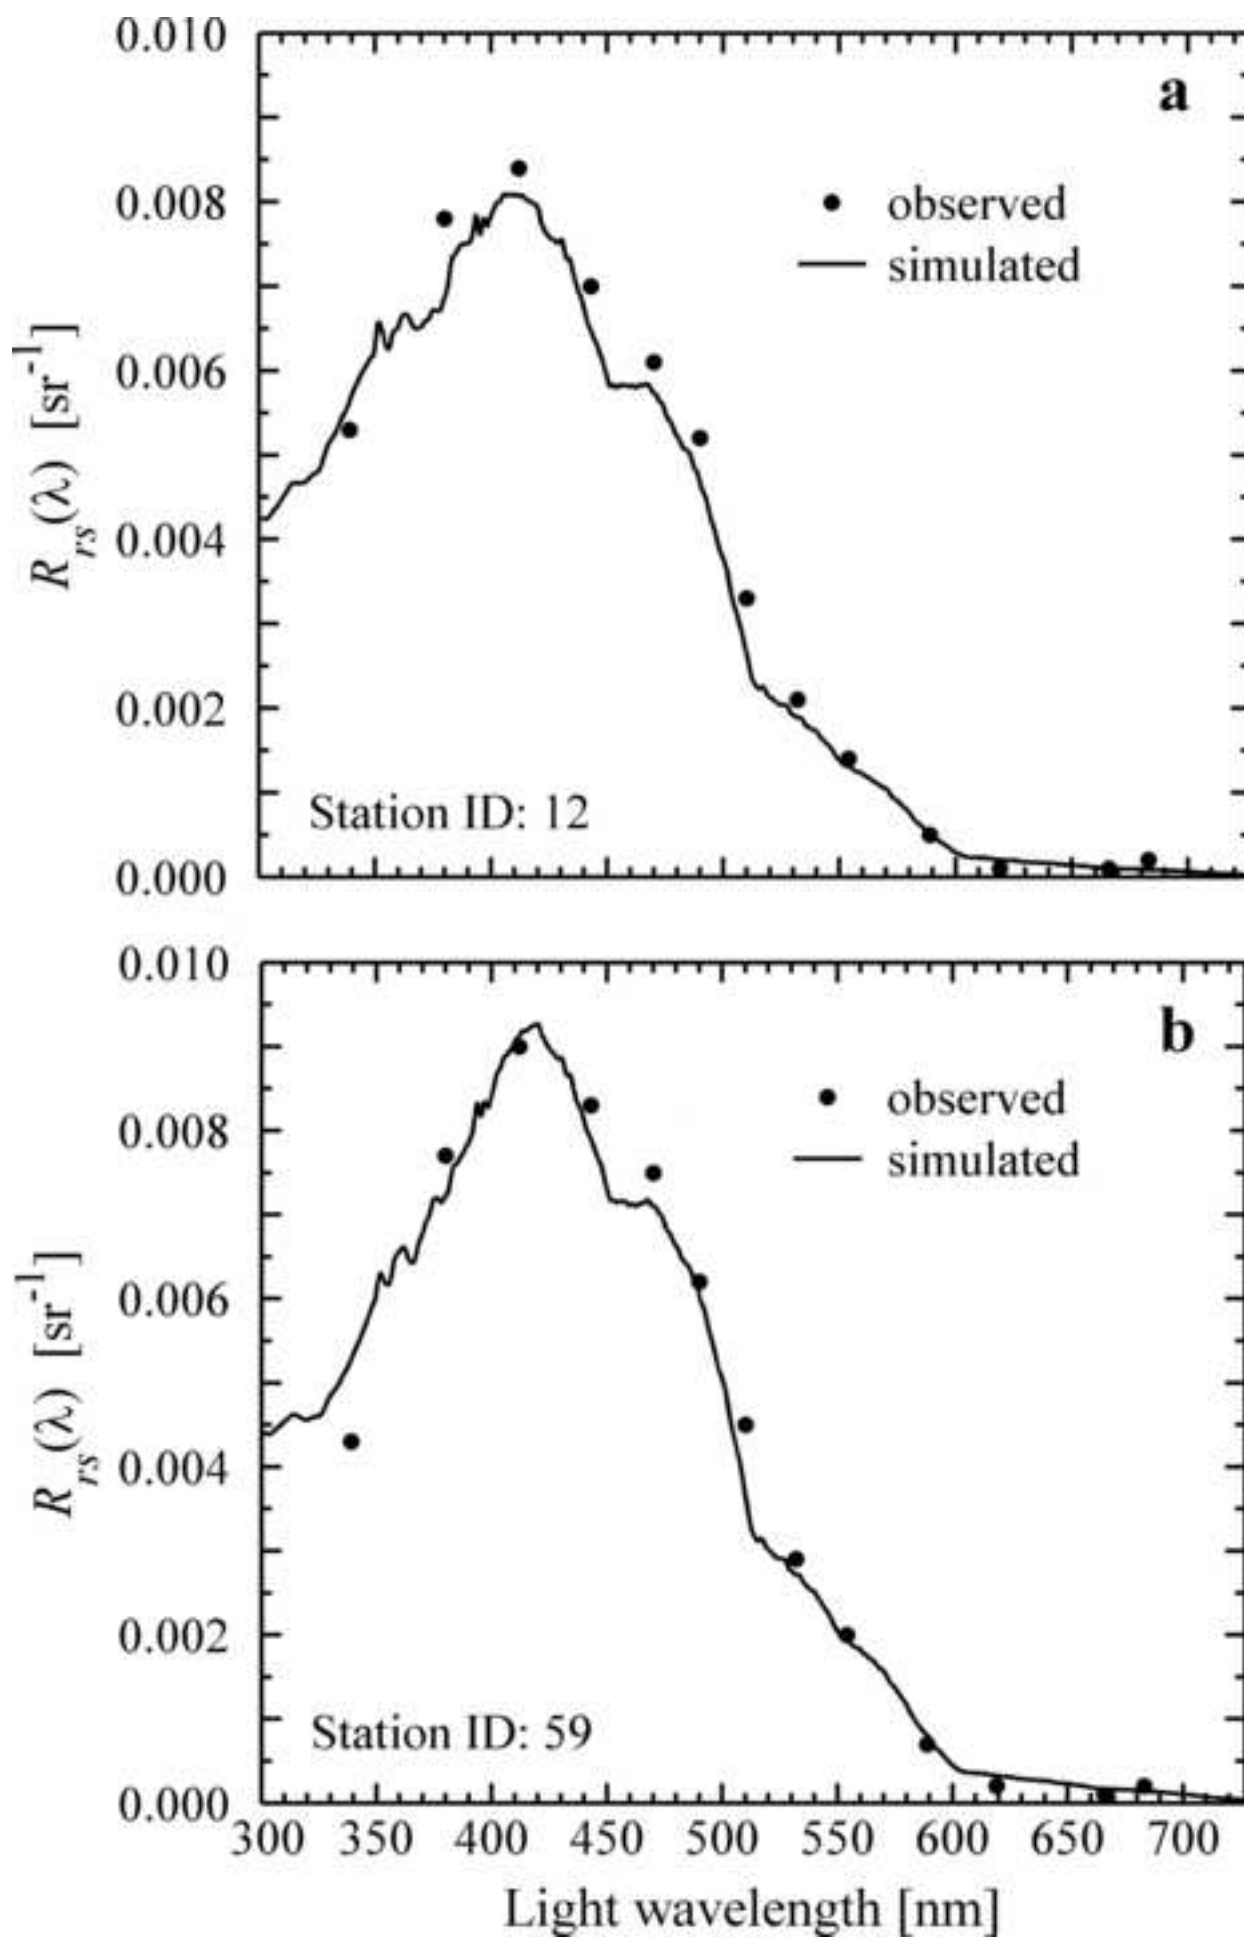 0.010
a
0.008
observed
simulated
0.006
0.004
0.002
0.000
R_rs(λ) [sr⁻¹]
Station ID: 12
0.010
b
0.008
observed
simulated
0.006
0.004
0.002
0.000
R_rs(λ) [sr⁻¹]
Station ID: 59
300 350 400 450 500 550 600 650 700
Light wavelength [nm]